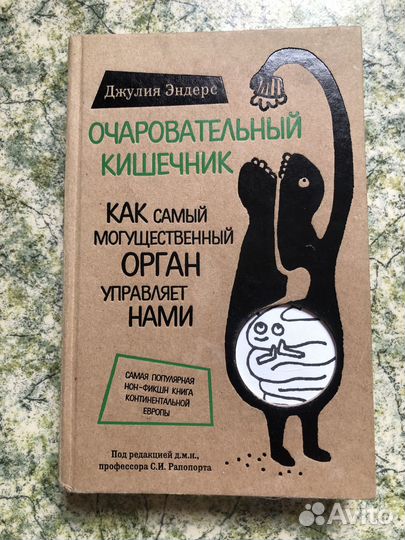 Джулия Эндерс
ОЧАРОВАТЕЛЬНЫЙ
КИШЕЧНИК
КАК САМЫЙ
МОГУЩЕСТВЕННЫЙ
ОРГАН
УПРАВЛЯЕТ
НАМИ
САМАЯ ПОПУЛЯРНАЯ
НОН-ФИКШН КНИГА
КОНТИНЕНТАЛЬНОЙ
ЕВРОПЫ
Под редакцией д.м.н.,
профессора С.И. Рапопорта
Avito